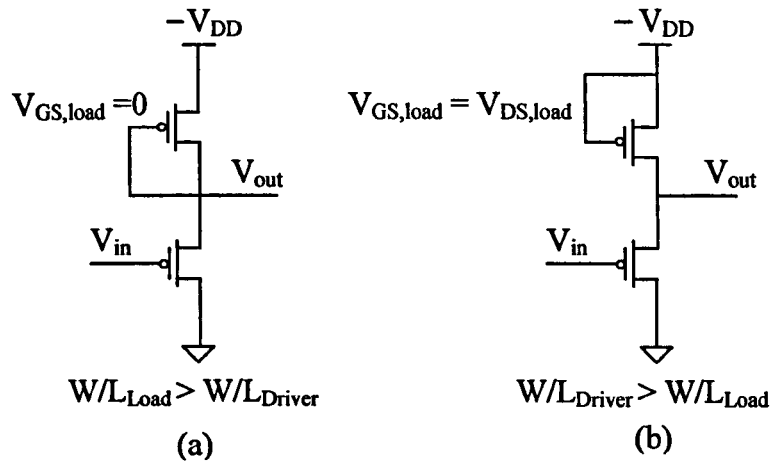 −V_DD
V_GS,load =0
V_out
V_in
W/L_Load > W/L_Driver
(a)
− V_DD
V_GS,load = V_DS,load
V_out
V_in
W/L_Driver > W/L_Load
(b)